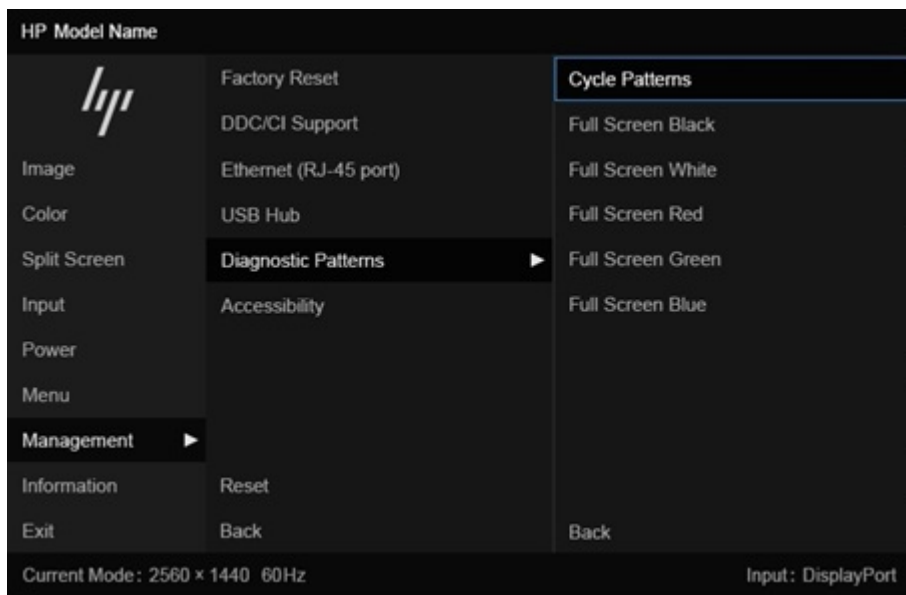 HP Model Name
hp
Image
Color
Split Screen
Input
Power
Menu
Management ▶
Information
Exit
Factory Reset
DDC/CI Support
Ethernet (RJ-45 port)
USB Hub
Diagnostic Patterns ▶
Accessibility
Reset
Back
Cycle Patterns
Full Screen Black
Full Screen White
Full Screen Red
Full Screen Green
Full Screen Blue
Back
Current Mode: 2560 × 1440 60Hz
Input: DisplayPort